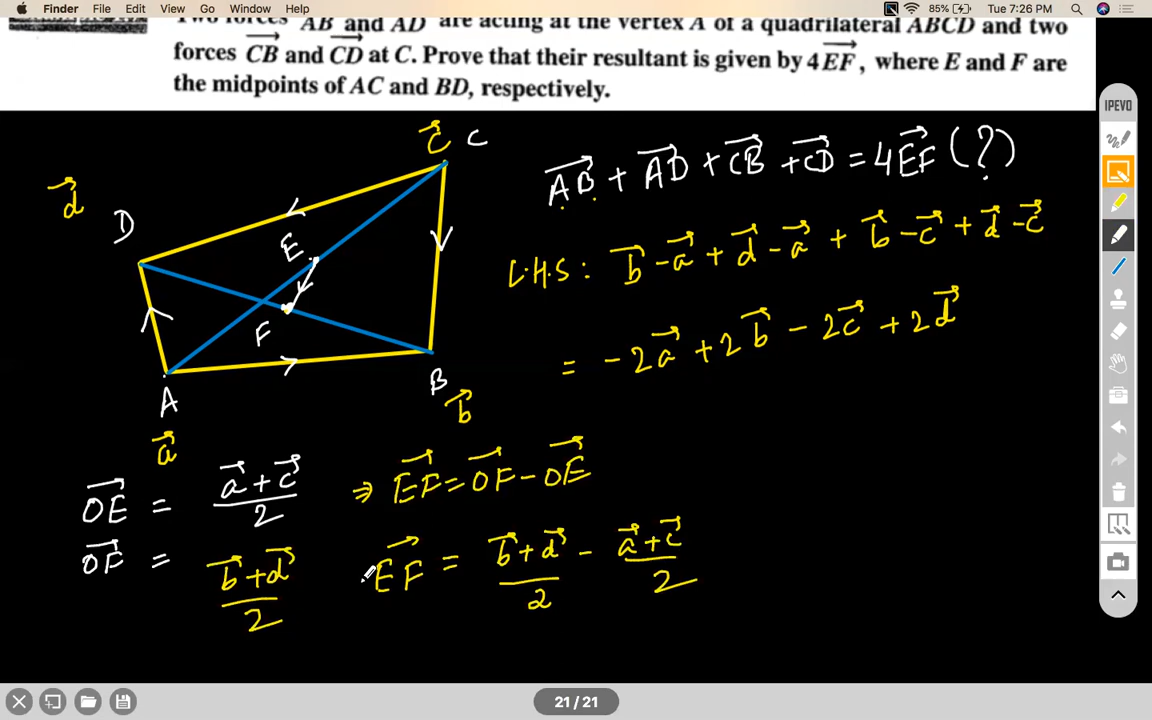 Finder File Edit View Go Window Help 85% Tue 7:26 PM
Two forces AB⃗ and AD⃗ are acting at the vertex A of a quadrilateral ABCD and two
forces CB⃗ and CD⃗ at C. Prove that their resultant is given by 4EF⃗, where E and F are
the midpoints of AC and BD, respectively.
IPEVO
c⃗ C
AB⃗ + AD⃗ + CB⃗ + CD⃗ = 4EF⃗ (?)
d⃗
D
E
L.H.S: b⃗ - a⃗ + d⃗ - a⃗ + b⃗ - c⃗ + d⃗ - c⃗
F
= -2a⃗ + 2b⃗ - 2c⃗ + 2d⃗
A
B
b⃗
a⃗
OE⃗ = (a⃗ + c⃗)/2
⇒ EF⃗ = OF⃗ - OE⃗
OF⃗ = (b⃗ + d⃗)/2
EF⃗ = (b⃗ + d⃗)/2 - (a⃗ + c⃗)/2
21 / 21